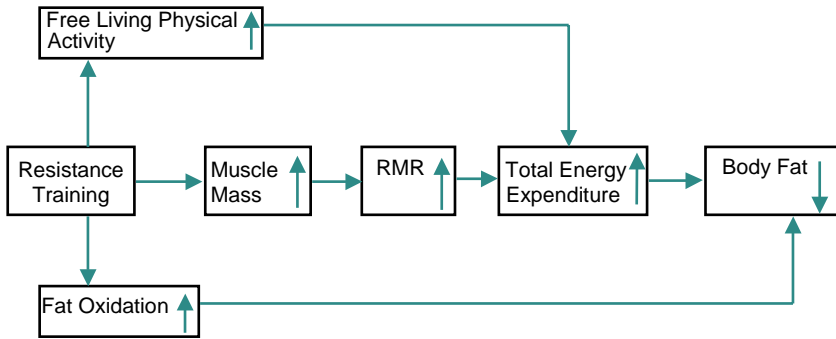 Free Living Physical
Activity
Resistance
Training
Muscle
Mass
RMR
Total Energy
Expenditure
Body Fat
Fat Oxidation